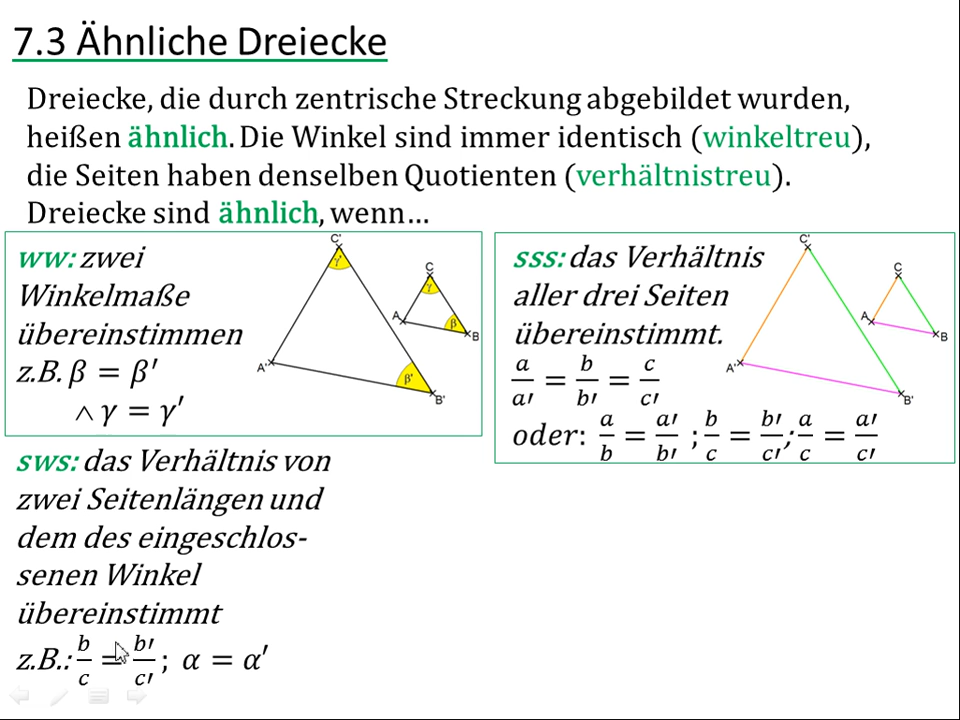 7.3 Ähnliche Dreiecke
Dreiecke, die durch zentrische Streckung abgebildet wurden,
heißen ähnlich. Die Winkel sind immer identisch (winkeltreu),
die Seiten haben denselben Quotienten (verhältnistreu).
Dreiecke sind ähnlich, wenn…
ww: zwei
Winkelmaße
übereinstimmen
z.B. β = β′
∧ γ = γ′
C'
γ'
C
γ
A
β
B
A'
β'
B'
sss: das Verhältnis
aller drei Seiten
übereinstimmt.
a/a′ = b/b′ = c/c′
oder: a/b = a′/b′ ; b/c = b′/c′; a/c = a′/c′
C'
C
A
B
A'
B'
sws: das Verhältnis von
zwei Seitenlängen und
dem des eingeschlos-
senen Winkel
übereinstimmt
z.B.: b/c = b′/c′ ; α = α′